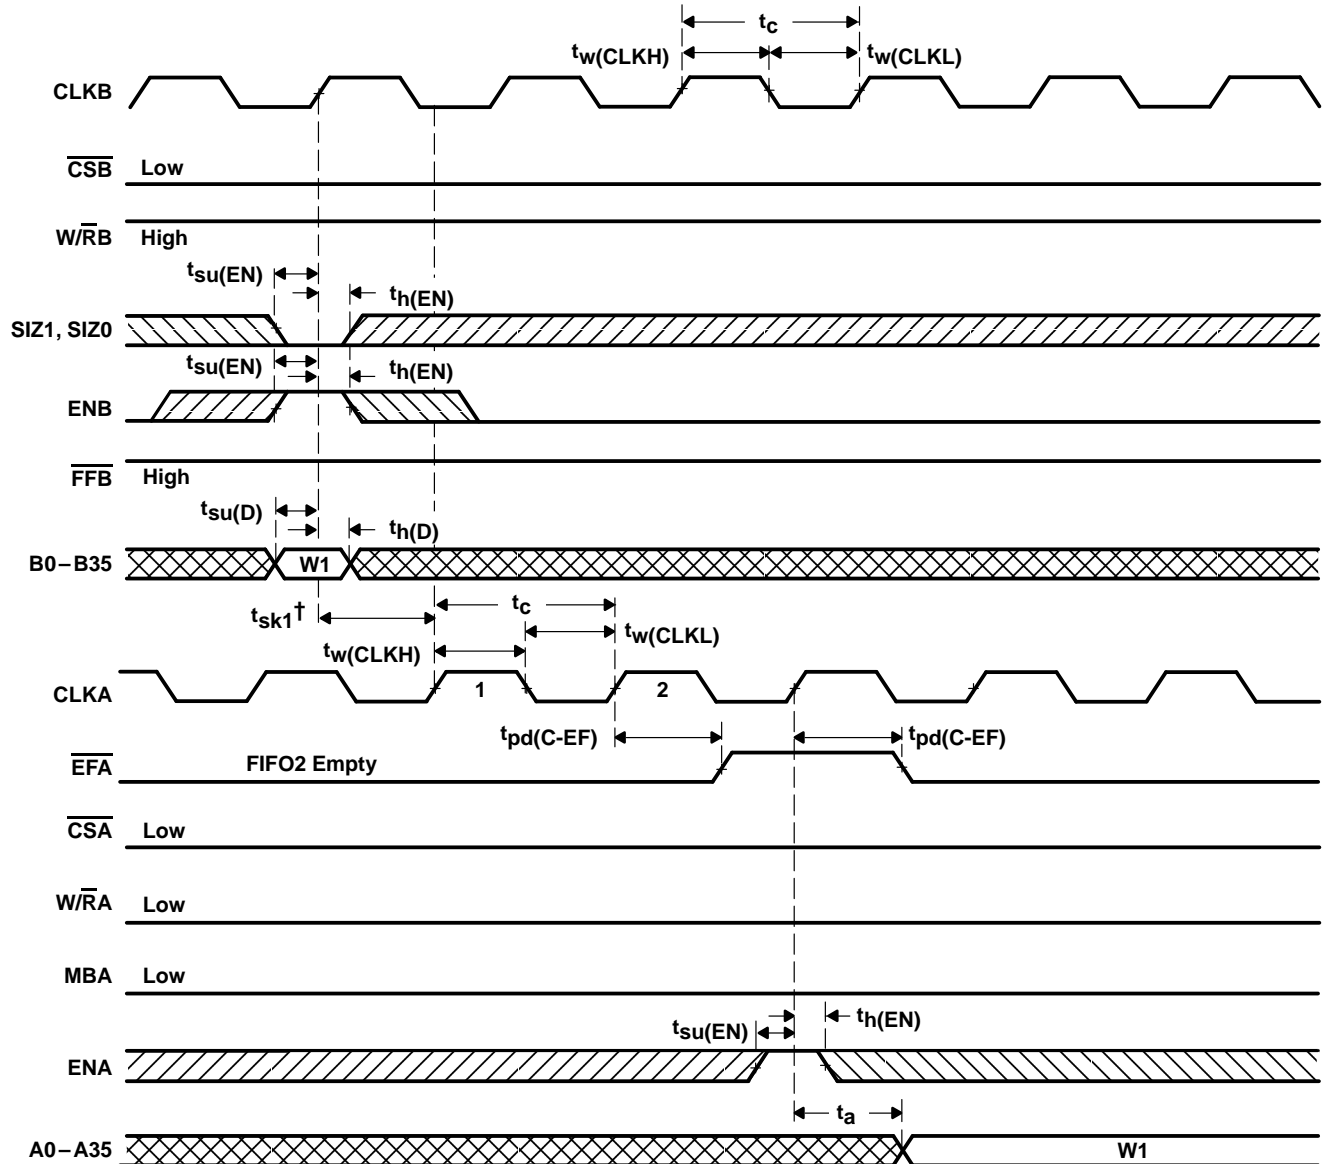 tc
tw(CLKH)
tw(CLKL)
CLKB
CSB
Low
W/RB
High
tsu(EN)
th(EN)
SIZ1, SIZ0
tsu(EN)
th(EN)
ENB
FFB
High
tsu(D)
th(D)
B0–B35
W1
tsk1†
tc
tw(CLKH)
tw(CLKL)
CLKA
1
2
tpd(C-EF)
tpd(C-EF)
EFA
FIFO2 Empty
CSA
Low
W/RA
Low
MBA
Low
tsu(EN)
th(EN)
ENA
ta
A0–A35
W1